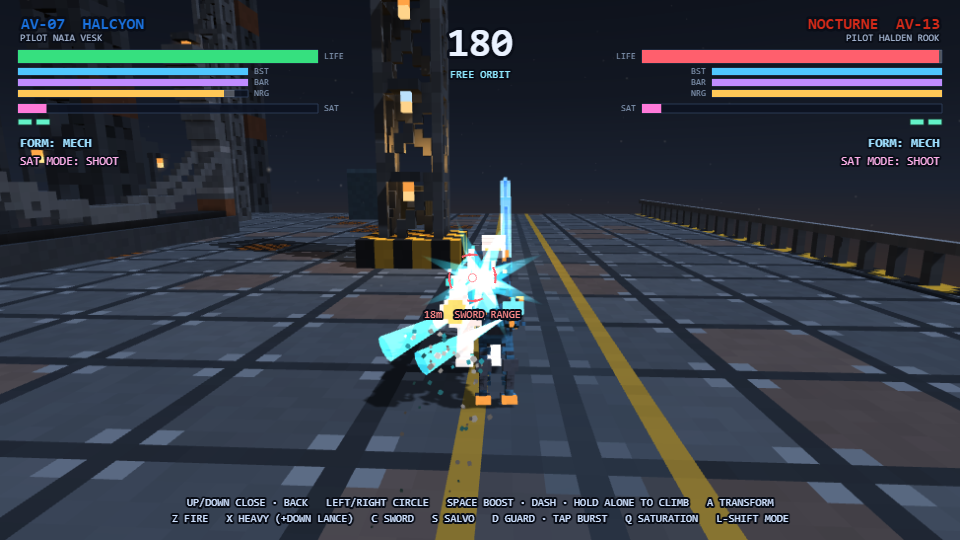 AV-07 HALCYON
PILOT NAIA VESK
LIFE
BST
BAR
NRG
SAT
FORM: MECH
SAT MODE: SHOOT
180
FREE ORBIT
NOCTURNE AV-13
PILOT HALDEN ROOK
LIFE
BST
BAR
NRG
SAT
FORM: MECH
SAT MODE: SHOOT
18m SWORD RANGE
UP/DOWN CLOSE · BACK LEFT/RIGHT CIRCLE SPACE BOOST · DASH · HOLD ALONE TO CLIMB A TRANSFORM
Z FIRE X HEAVY (+DOWN LANCE) C SWORD S SALVO D GUARD · TAP BURST Q SATURATION L-SHIFT MODE